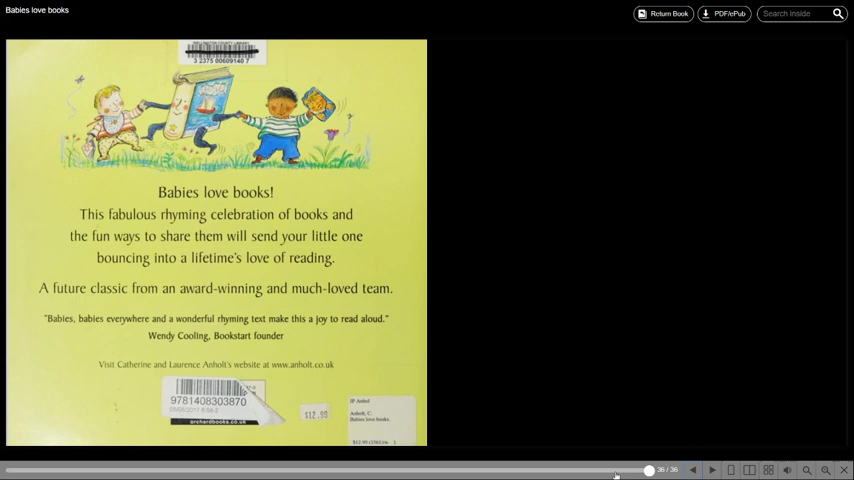 Babies love books
Return Book
PDF/ePub
Search Inside
3 2375 00609140 7
Babies love books!
This fabulous rhyming celebration of books and
the fun ways to share them will send your little one
bouncing into a lifetime's love of reading.
A future classic from an award-winning and much-loved team.
"Babies, babies everywhere and a wonderful rhyming text make this a joy to read aloud."
Wendy Cooling, Bookstart founder
Visit Catherine and Laurence Anholt's website at www.anholt.co.uk
9781408303870
orchardbooks.co.uk
$12.99
JP Anhol
Anholt, C.
Babies love books.
36 / 36